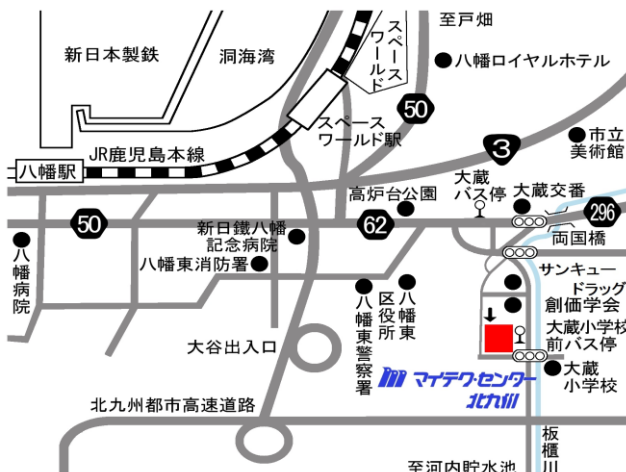 至戸畑
新日本製鉄
洞海湾
スペース
ワールド
八幡ロイヤルホテル
50
スペース
ワールド駅
3
市立
美術館
JR鹿児島本線
八幡駅
高炉台公園
大蔵
バス停
大蔵交番
296
50
新日鐵八幡
記念病院
62
両国橋
八幡病院
八幡東消防署
サンキュー
ドラッグ
創価学会
八幡東警察署
八幡東
区役所
大蔵小学校
前バス停
大谷出入口
大蔵
小学校
マイテク・センター
北九州
北九州都市高速道路
板櫃川
至河内貯水池